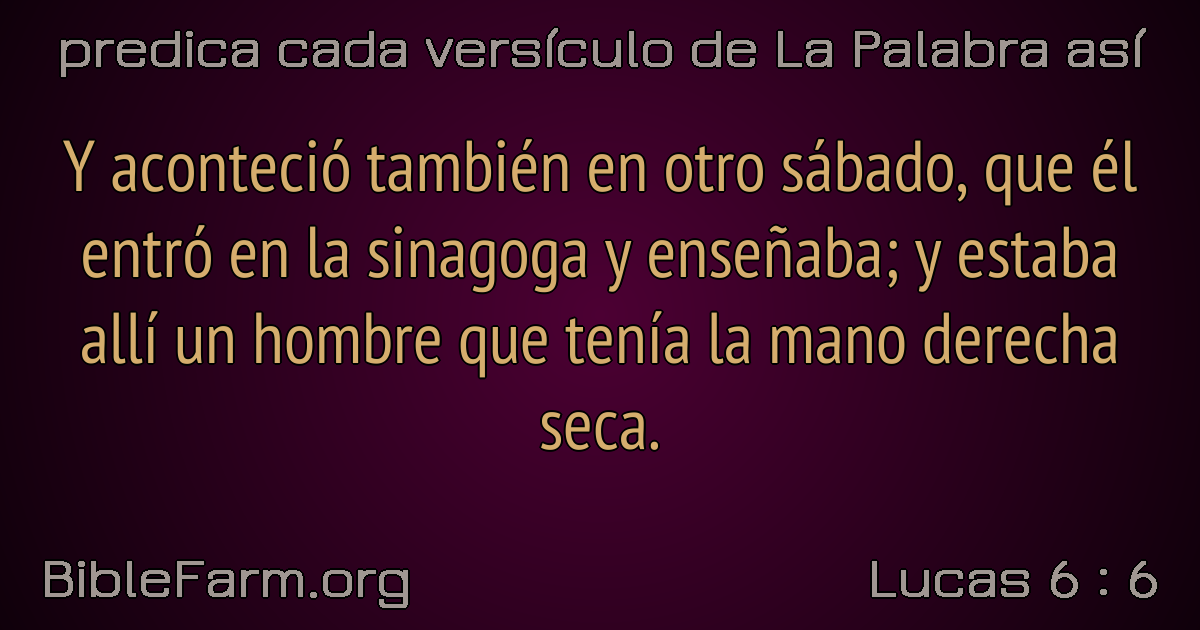 predica cada versículo de La Palabra así
Y aconteció también en otro sábado, que él
entró en la sinagoga y enseñaba; y estaba
allí un hombre que tenía la mano derecha
seca.
BibleFarm.org
Lucas 6 : 6